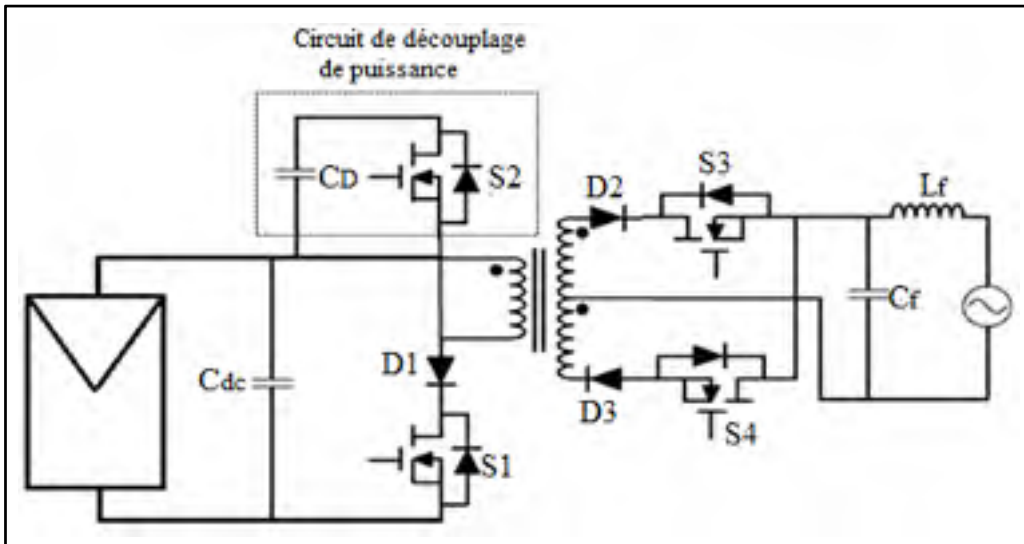 Circuit de découplage
de puissance
CD
S2
D2
S3
Lf
Cf
Cdc
D1
S1
D3
S4